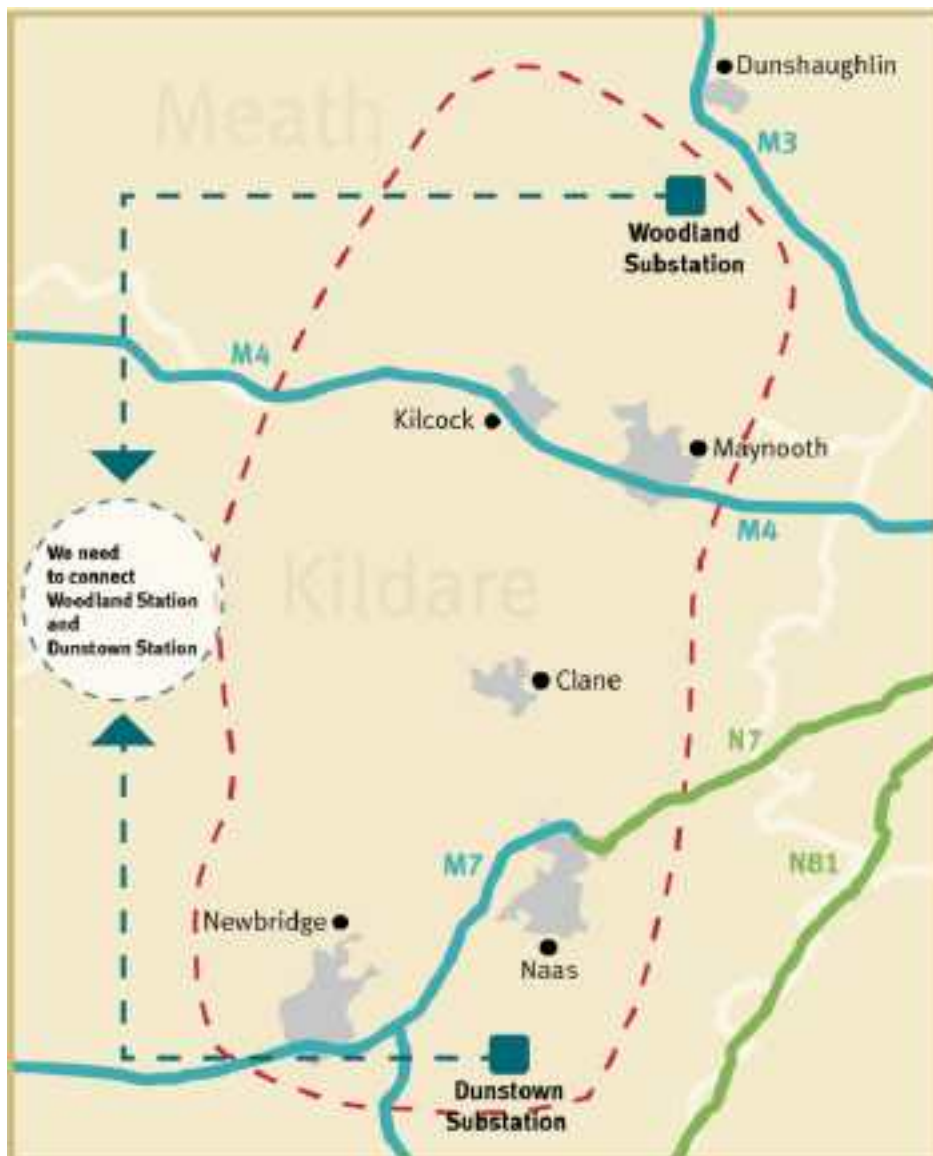 Dunshaughlin
Meath
M3
Woodland
Substation
M4
Kilcock
Maynooth
M4
We need
to connect
Woodland Station
and
Dunstown Station
Kildare
Clane
N7
M7
N81
Newbridge
Naas
Dunstown
Substation